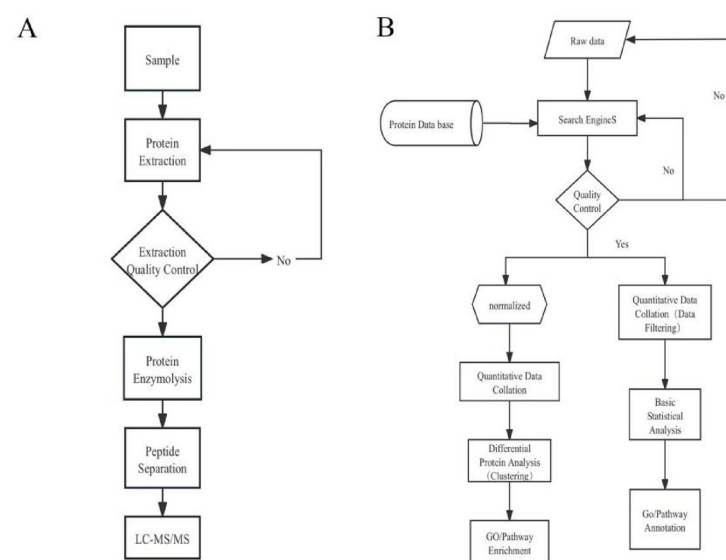 A
Sample
Protein
Extraction
Extraction
Quality Control
No
Protein
Enzymolysis
Peptide
Separation
LC-MS/MS
B
Raw data
No
Protein Data base
Search EngineS
No
Quality
Control
Yes
normalized
Quantitative Data
Collation
Differential
Protein Analysis
(Clustering)
GO/Pathway
Enrichment
Quantitative Data
Collation (Data
Filtering)
Basic
Statistical
Analysis
Go/Pathway
Annotation